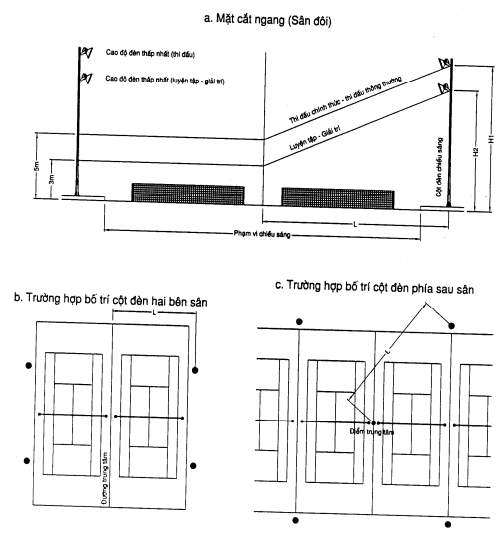 a. Mặt cắt ngang (Sân đôi)
Cao độ đèn thấp nhất (thi đấu)
Cao độ đèn thấp nhất (luyện tập - giải trí)
Thi đấu chính thức - thi đấu thông thường
Luyện tập - Giải trí
5m
3m
Cột đèn chiếu sáng
H2
H1
L
Phạm vi chiếu sáng
b. Trường hợp bố trí cột đèn hai bên sân
L
Đường trung tâm
c. Trường hợp bố trí cột đèn phía sau sân
L
Điểm trung tâm